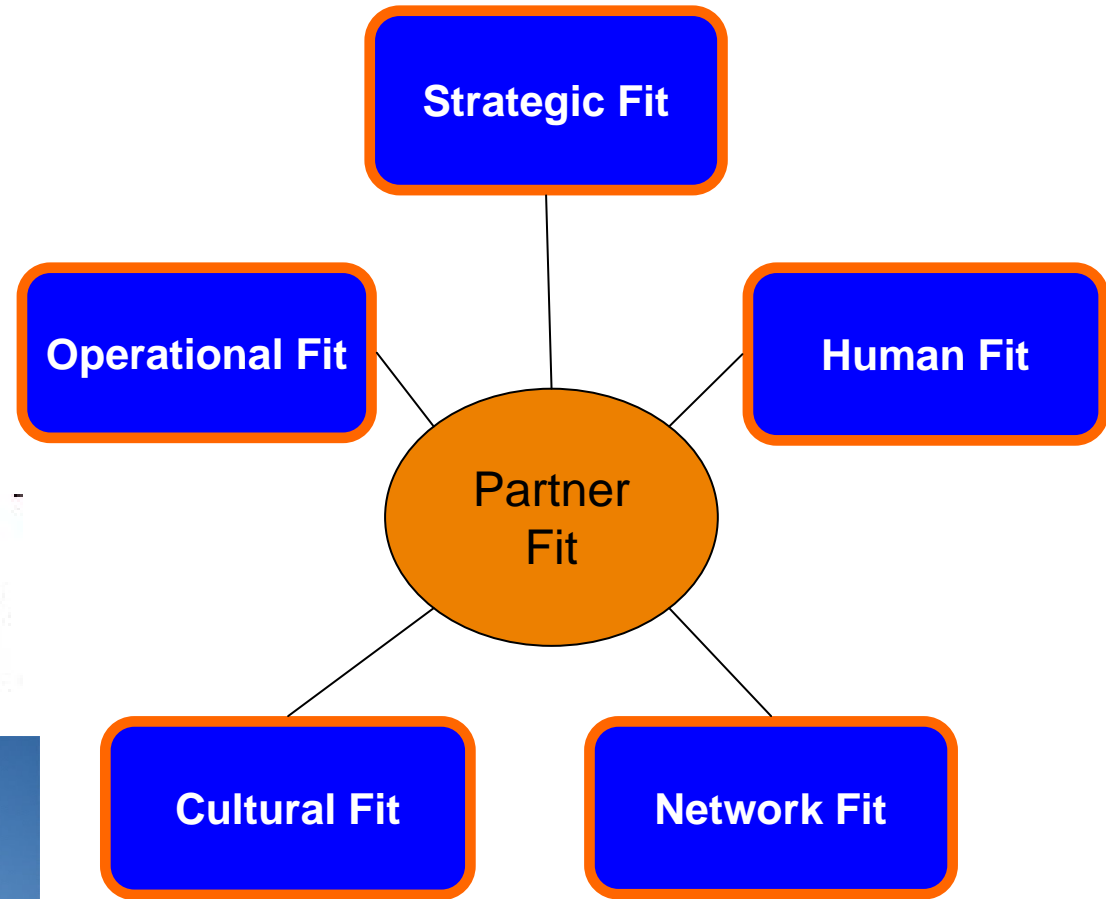 Strategic Fit
Operational Fit
Human Fit
Partner
Fit
Cultural Fit
Network Fit